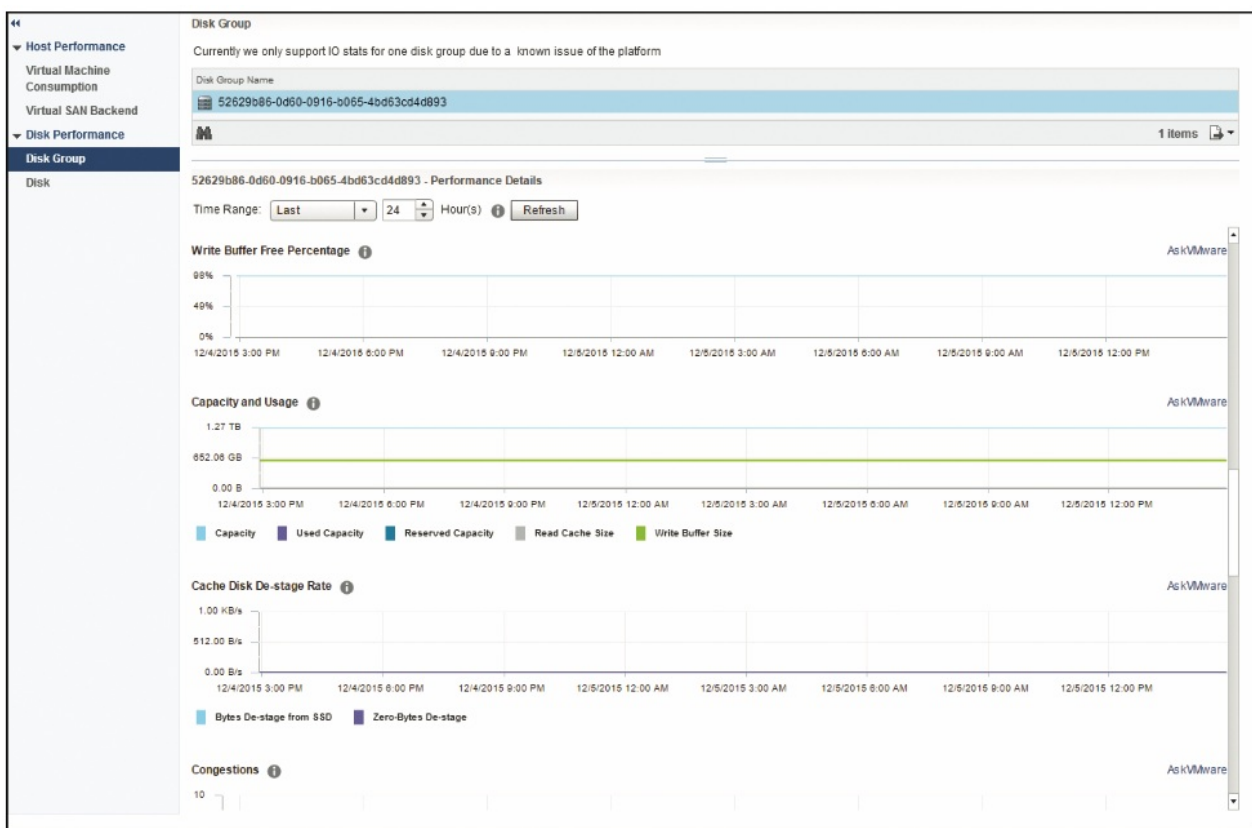 Disk Group
Host Performance
Currently we only support IO stats for one disk group due to a known issue of the platform
Virtual Machine
Consumption
Virtual SAN Backend
Disk Performance
Disk Group
Disk
Disk Group Name
52629b86-0d60-0916-b065-4bd63cd4d893
1 items
52629b86-0d60-0916-b065-4bd63cd4d893 - Performance Details
Time Range: Last 24 Hour(s) Refresh
Write Buffer Free Percentage AskVMware
98%
49%
0%
12/4/2015 3:00 PM 12/4/2015 6:00 PM 12/4/2015 9:00 PM 12/5/2015 12:00 AM 12/5/2015 3:00 AM 12/5/2015 6:00 AM 12/5/2015 9:00 AM 12/5/2015 12:00 PM
Capacity and Usage AskVMware
1.27 TB
652.06 GB
0.00 B
12/4/2015 3:00 PM 12/4/2015 6:00 PM 12/4/2015 9:00 PM 12/5/2015 12:00 AM 12/5/2015 3:00 AM 12/5/2015 6:00 AM 12/5/2015 9:00 AM 12/5/2015 12:00 PM
Capacity Used Capacity Reserved Capacity Read Cache Size Write Buffer Size
Cache Disk De-stage Rate AskVMware
1.00 KB/s
512.00 B/s
0.00 B/s
12/4/2015 3:00 PM 12/4/2015 6:00 PM 12/4/2015 9:00 PM 12/5/2015 12:00 AM 12/5/2015 3:00 AM 12/5/2015 6:00 AM 12/5/2015 9:00 AM 12/5/2015 12:00 PM
Bytes De-stage from SSD Zero-Bytes De-stage
Congestions AskVMware
10